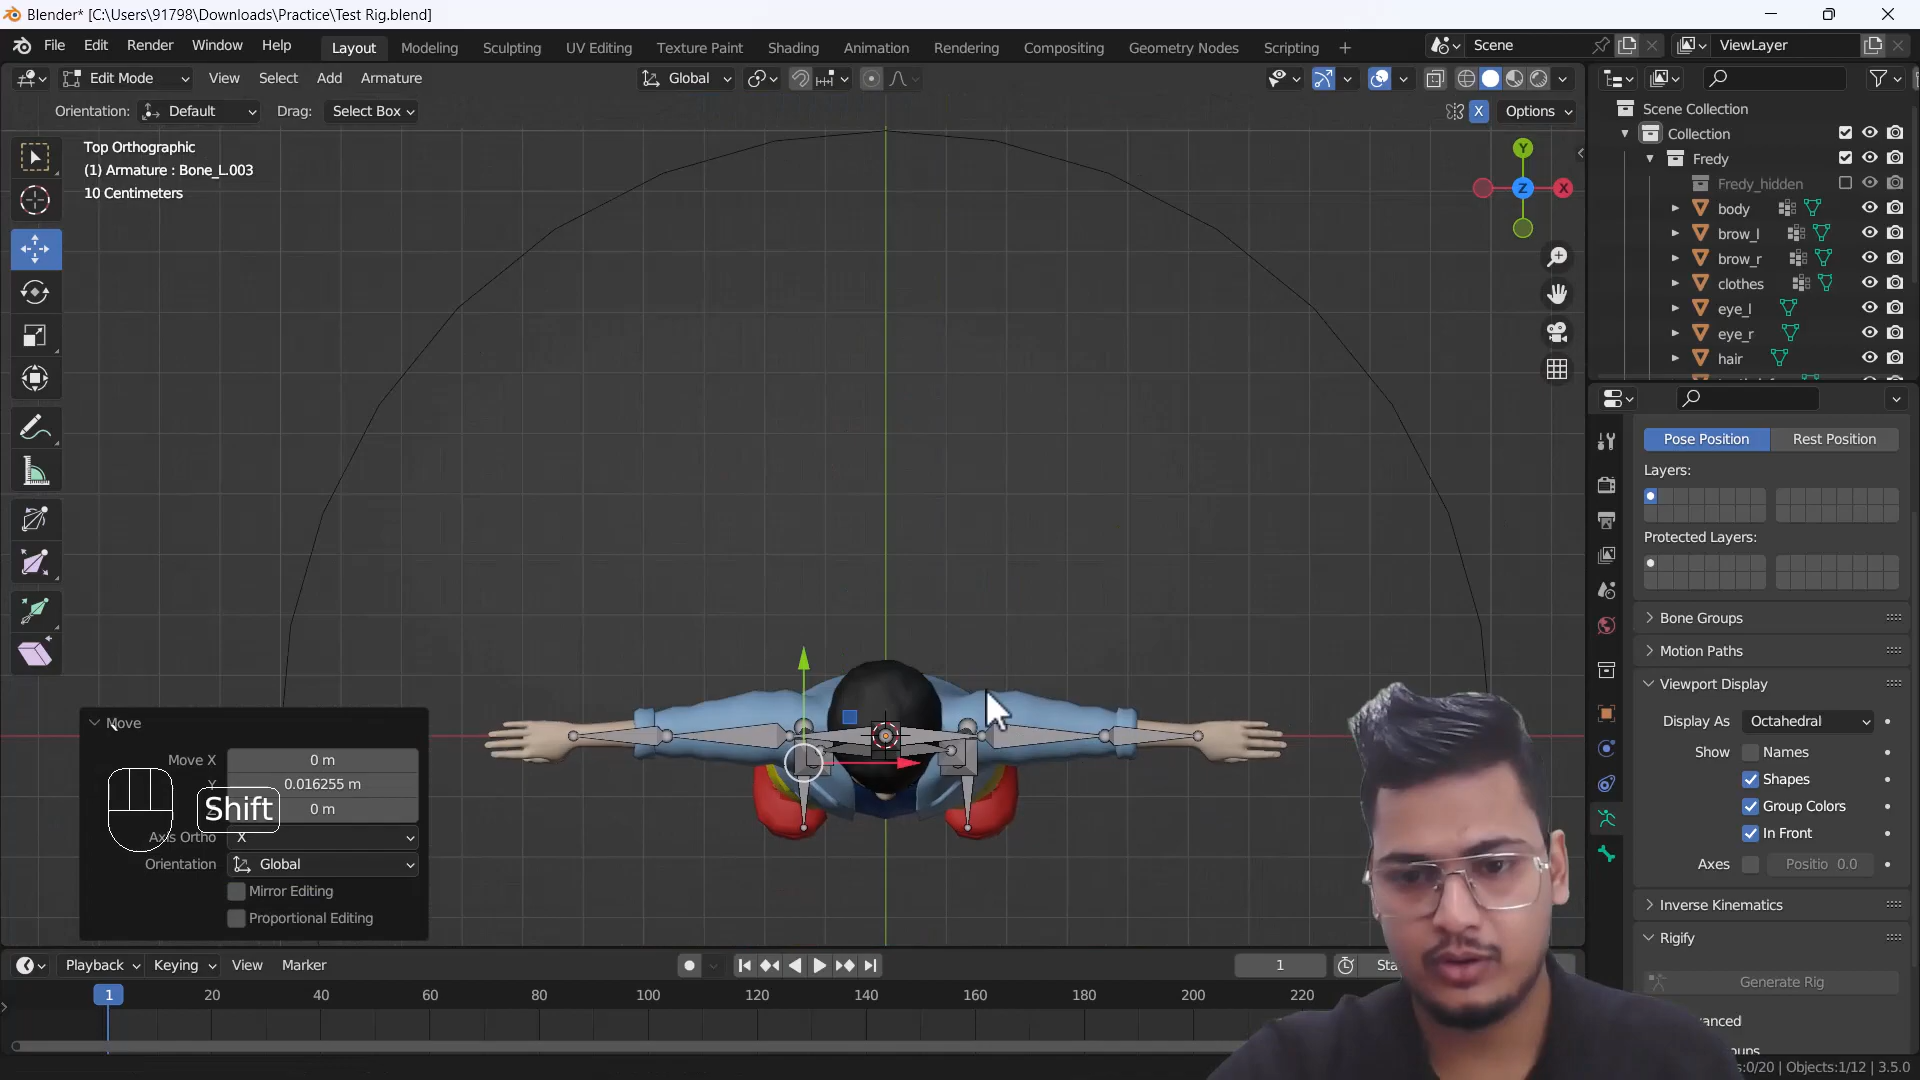 Blender* [C:\Users\91798\Downloads\Practice\Test Rig.blend]
File Edit Render Window Help Layout Modeling Sculpting UV Editing Texture Paint Shading Animation Rendering Compositing Geometry Nodes Scripting + Scene ViewLayer
Edit Mode View Select Add Armature Global
Orientation: Default Drag: Select Box X Options
Top Orthographic
(1) Armature : Bone_L.003
10 Centimeters
Y
Z X
Scene Collection
Collection
Fredy
Fredy_hidden
body
brow_l
brow_r
clothes
eye_l
eye_r
hair
Pose Position Rest Position
Layers:
Protected Layers:
Bone Groups
Motion Paths
Viewport Display
Display As Octahedral
Show Names
Shapes
Group Colors
In Front
Axes Positio 0.0
Inverse Kinematics
Rigify
Generate Rig
vanced
Move
Move X 0 m
0.016255 m
0 m
Shift
Axis Ortho X
Orientation Global
Mirror Editing
Proportional Editing
Playback Keying View Marker 1 Sta
1 20 40 60 80 100 120 140 160 180 200 220
s:0/20 | Objects:1/12 | 3.5.0